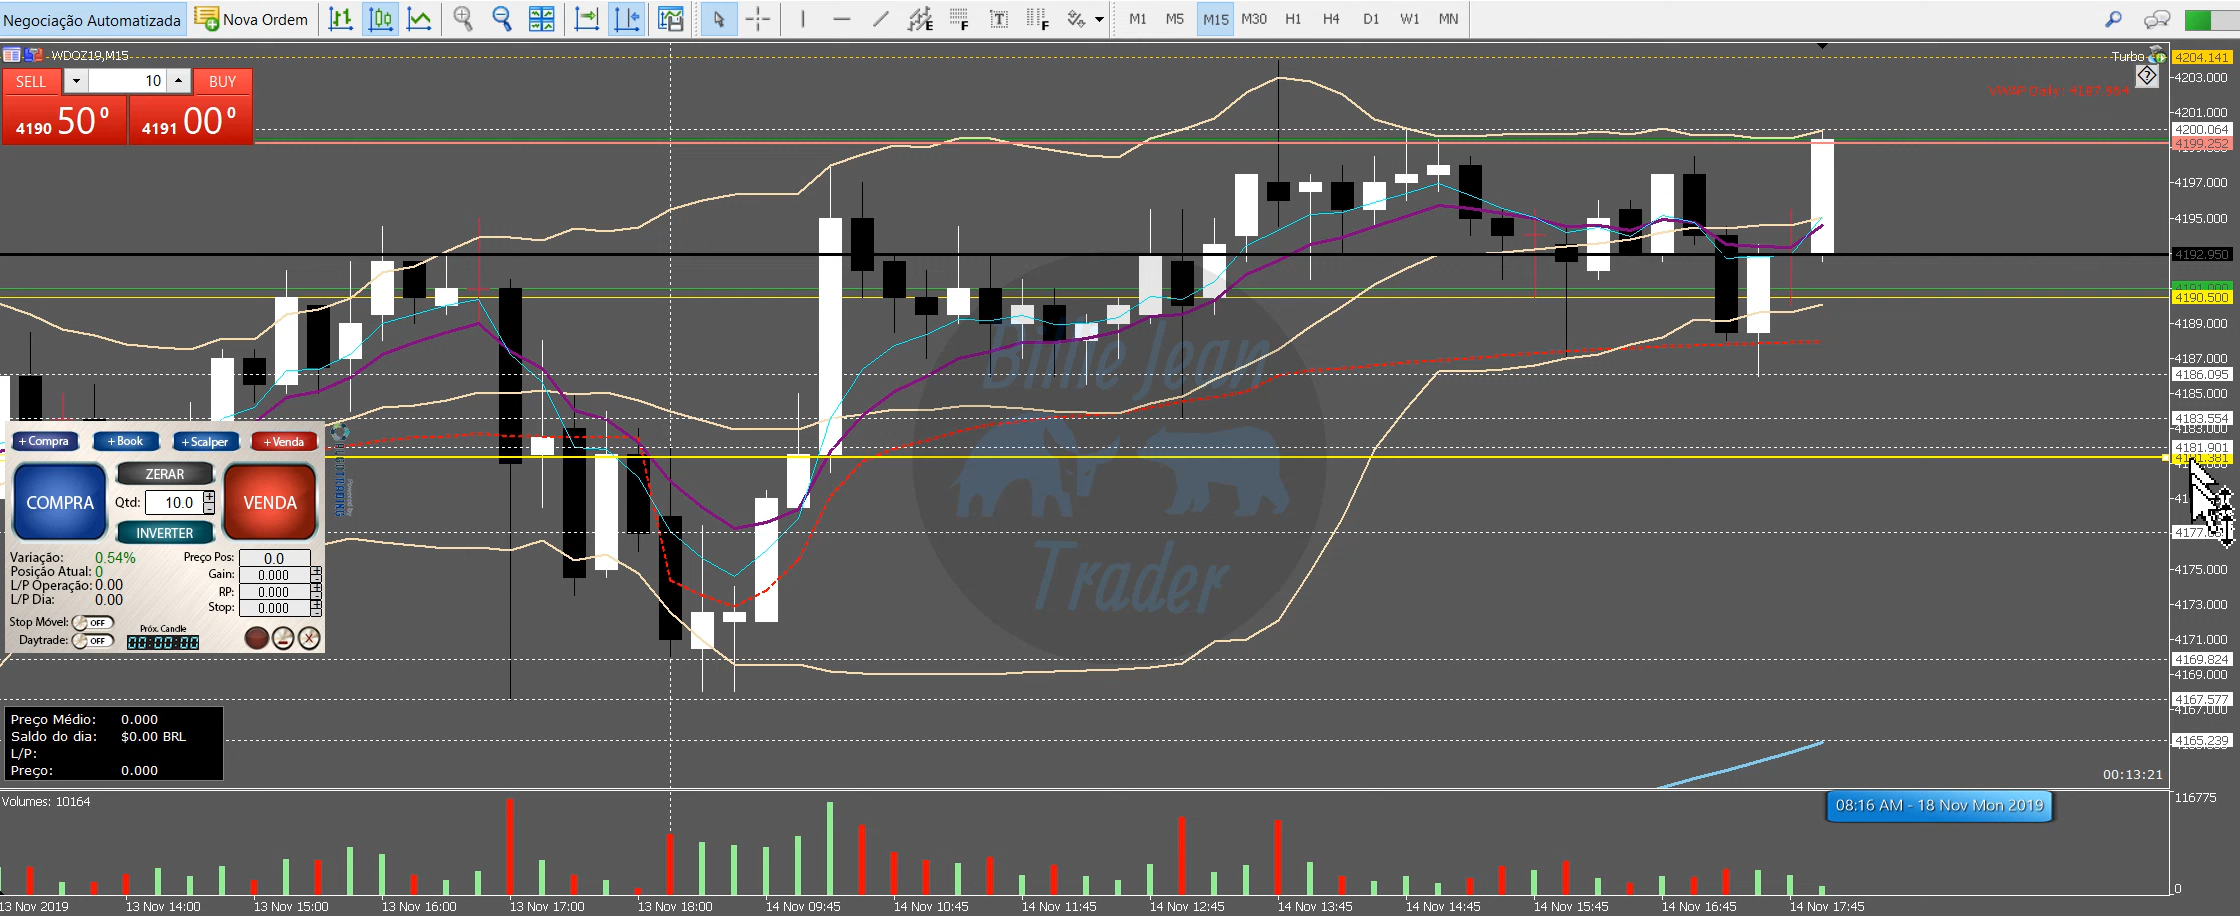 Negociação Automatizada
Nova Ordem
M1 M5 M15 M30 H1 H4 D1 W1 MN
WDOZ19,M15
Turbo
SELL 10 BUY
4190 50 0 4191 00 0
VWAP Daily: 4187.954
4204.141
4203.000
4201.000
4200.064
4199.252
4197.000
4195.000
4192.950
4190.500
4189.000
4187.000
4186.095
4185.000
4183.554
4183.000
4181.901
4181.381
4175.000
4173.000
4171.000
4169.824
4169.000
4167.577
4167.000
4165.239
Billie Jean
Trader
+ Compra
+ Book
+ Scalper
+ Venda
COMPRA
ZERAR
Qtd: 10.0
INVERTER
VENDA
Variação: 0.54%
Posição Atual: 0
L/P Operação: 0.00
L/P Dia: 0.00
Preço Pos: 0.0
Gain: 0.000
RP: 0.000
Stop: 0.000
Stop Móvel: OFF
Daytrade: OFF
Próx. Candle
00:00:00
Preço Médio: 0.000
Saldo do dia: $0.00 BRL
L/P:
Preço: 0.000
00:13:21
Volumes: 10164
116775
08:16 AM - 18 Nov Mon 2019
0
13 Nov 2019
13 Nov 14:00
13 Nov 15:00
13 Nov 16:00
13 Nov 17:00
13 Nov 18:00
14 Nov 09:45
14 Nov 10:45
14 Nov 11:45
14 Nov 12:45
14 Nov 13:45
14 Nov 14:45
14 Nov 15:45
14 Nov 16:45
14 Nov 17:45